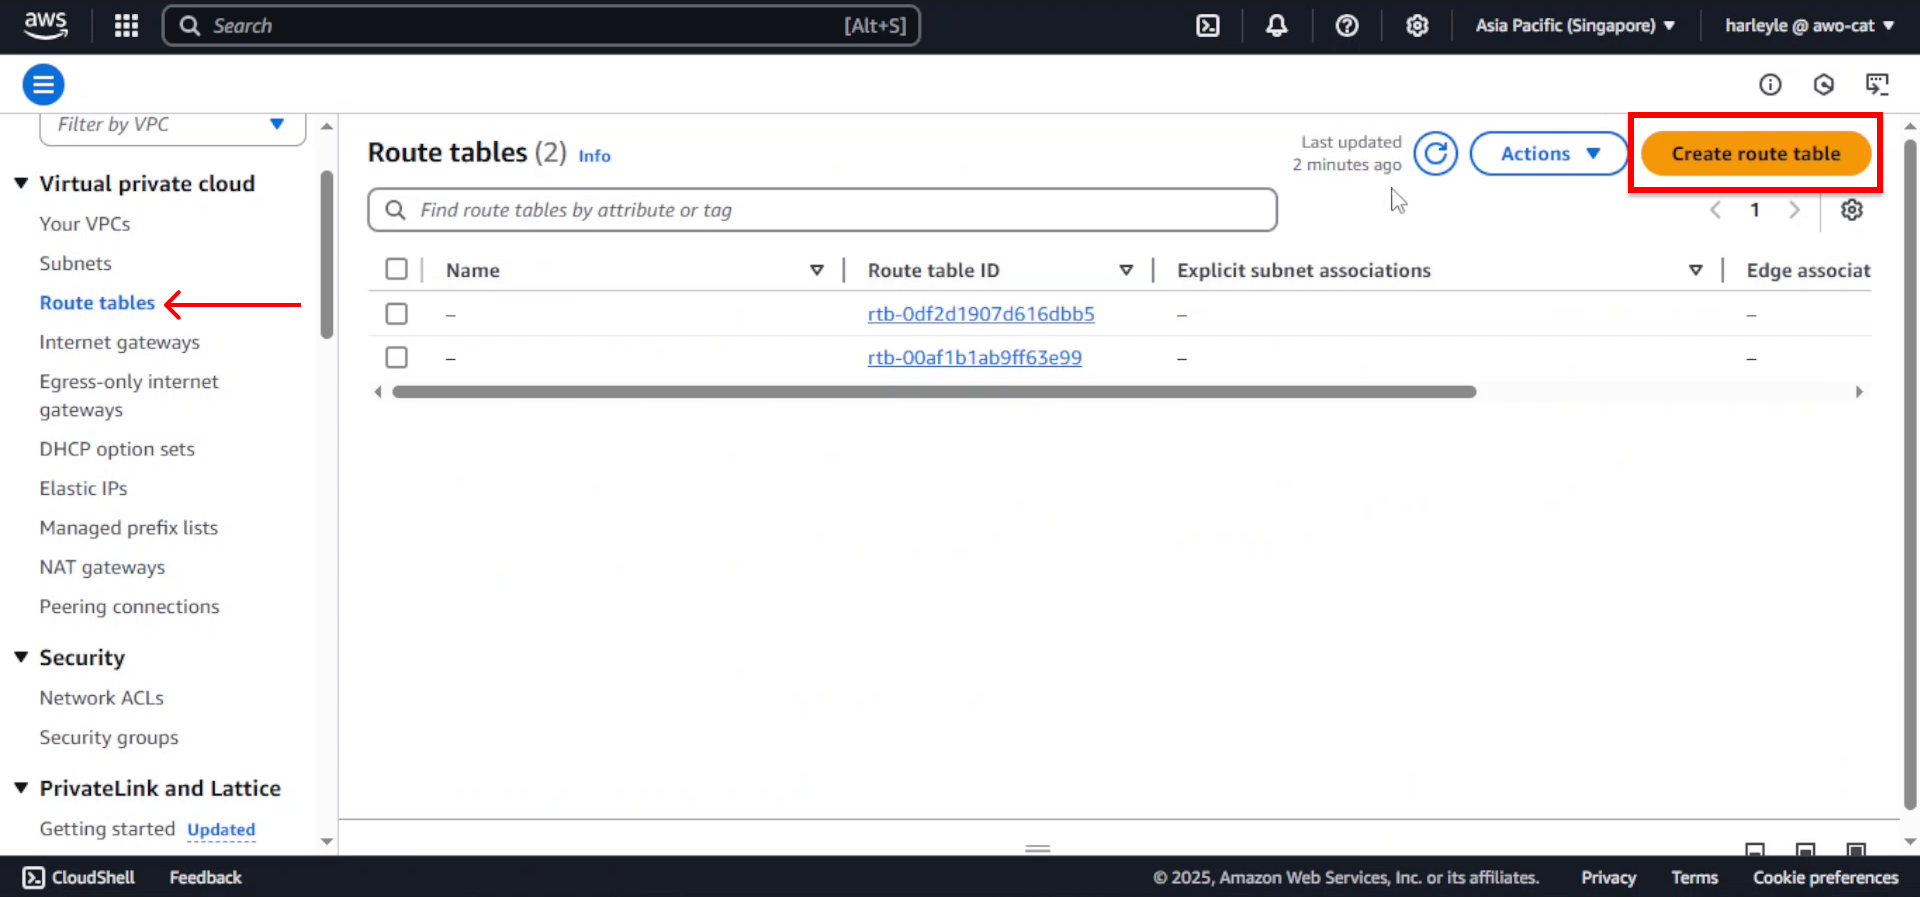 aws
Search
[Alt+S]
Asia Pacific (Singapore)
harleyle @ awo-cat
Filter by VPC
Virtual private cloud
Your VPCs
Subnets
Route tables
Internet gateways
Egress-only internet
gateways
DHCP option sets
Elastic IPs
Managed prefix lists
NAT gateways
Peering connections
Security
Network ACLs
Security groups
PrivateLink and Lattice
Getting started Updated
Route tables (2) Info
Last updated
2 minutes ago
Actions
Create route table
Find route tables by attribute or tag
1
Name
Route table ID
Explicit subnet associations
Edge associat
– rtb-0df2d1907d616dbb5 – –
– rtb-00af1b1ab9ff63e99 – –
CloudShell
Feedback
© 2025, Amazon Web Services, Inc. or its affiliates.
Privacy
Terms
Cookie preferences